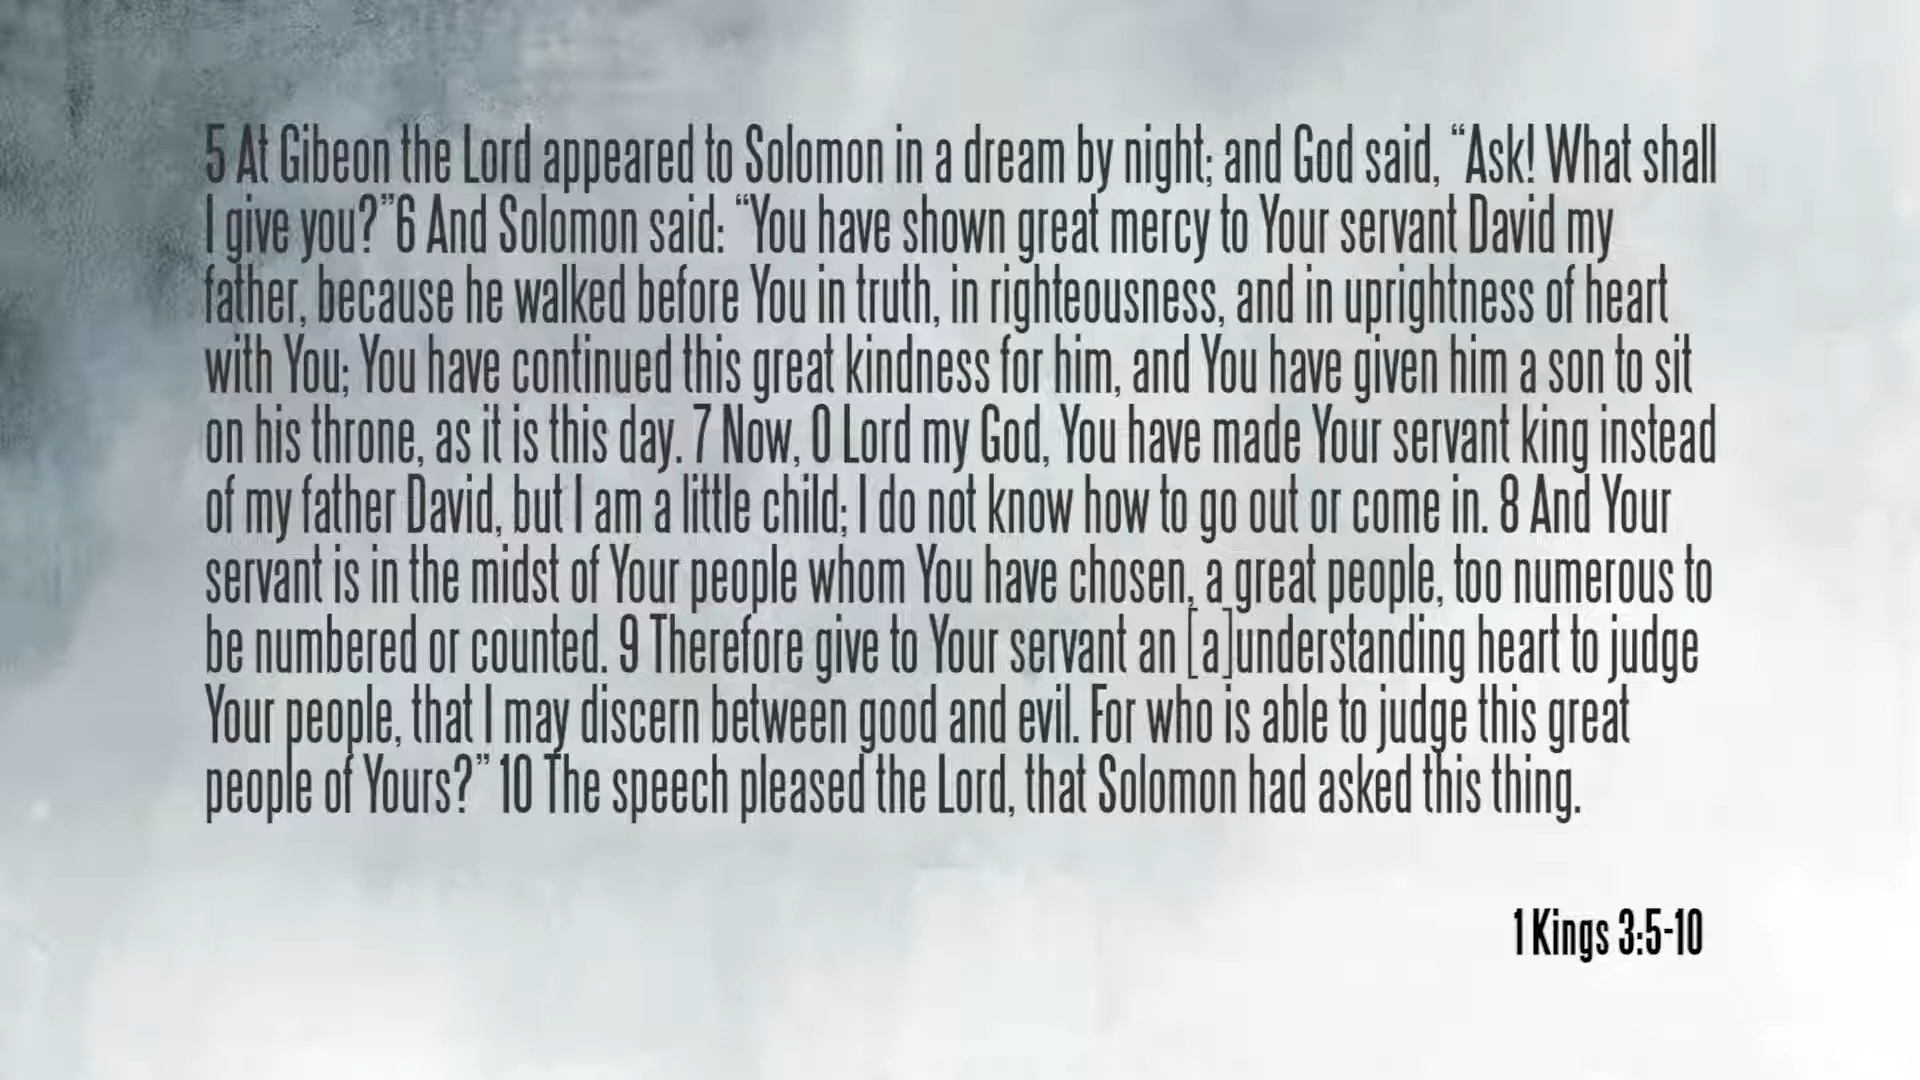 5 At Gibeon the Lord appeared to Solomon in a dream by night; and God said, “Ask! What shall
I give you?”6 And Solomon said: “You have shown great mercy to Your servant David my
father, because he walked before You in truth, in righteousness, and in uprightness of heart
with You; You have continued this great kindness for him, and You have given him a son to sit
on his throne, as it is this day. 7 Now, O Lord my God, You have made Your servant king instead
of my father David, but I am a little child; I do not know how to go out or come in. 8 And Your
servant is in the midst of Your people whom You have chosen, a great people, too numerous to
be numbered or counted. 9 Therefore give to Your servant an [a]understanding heart to judge
Your people, that I may discern between good and evil. For who is able to judge this great
people of Yours?” 10 The speech pleased the Lord, that Solomon had asked this thing.
1 Kings 3:5-10